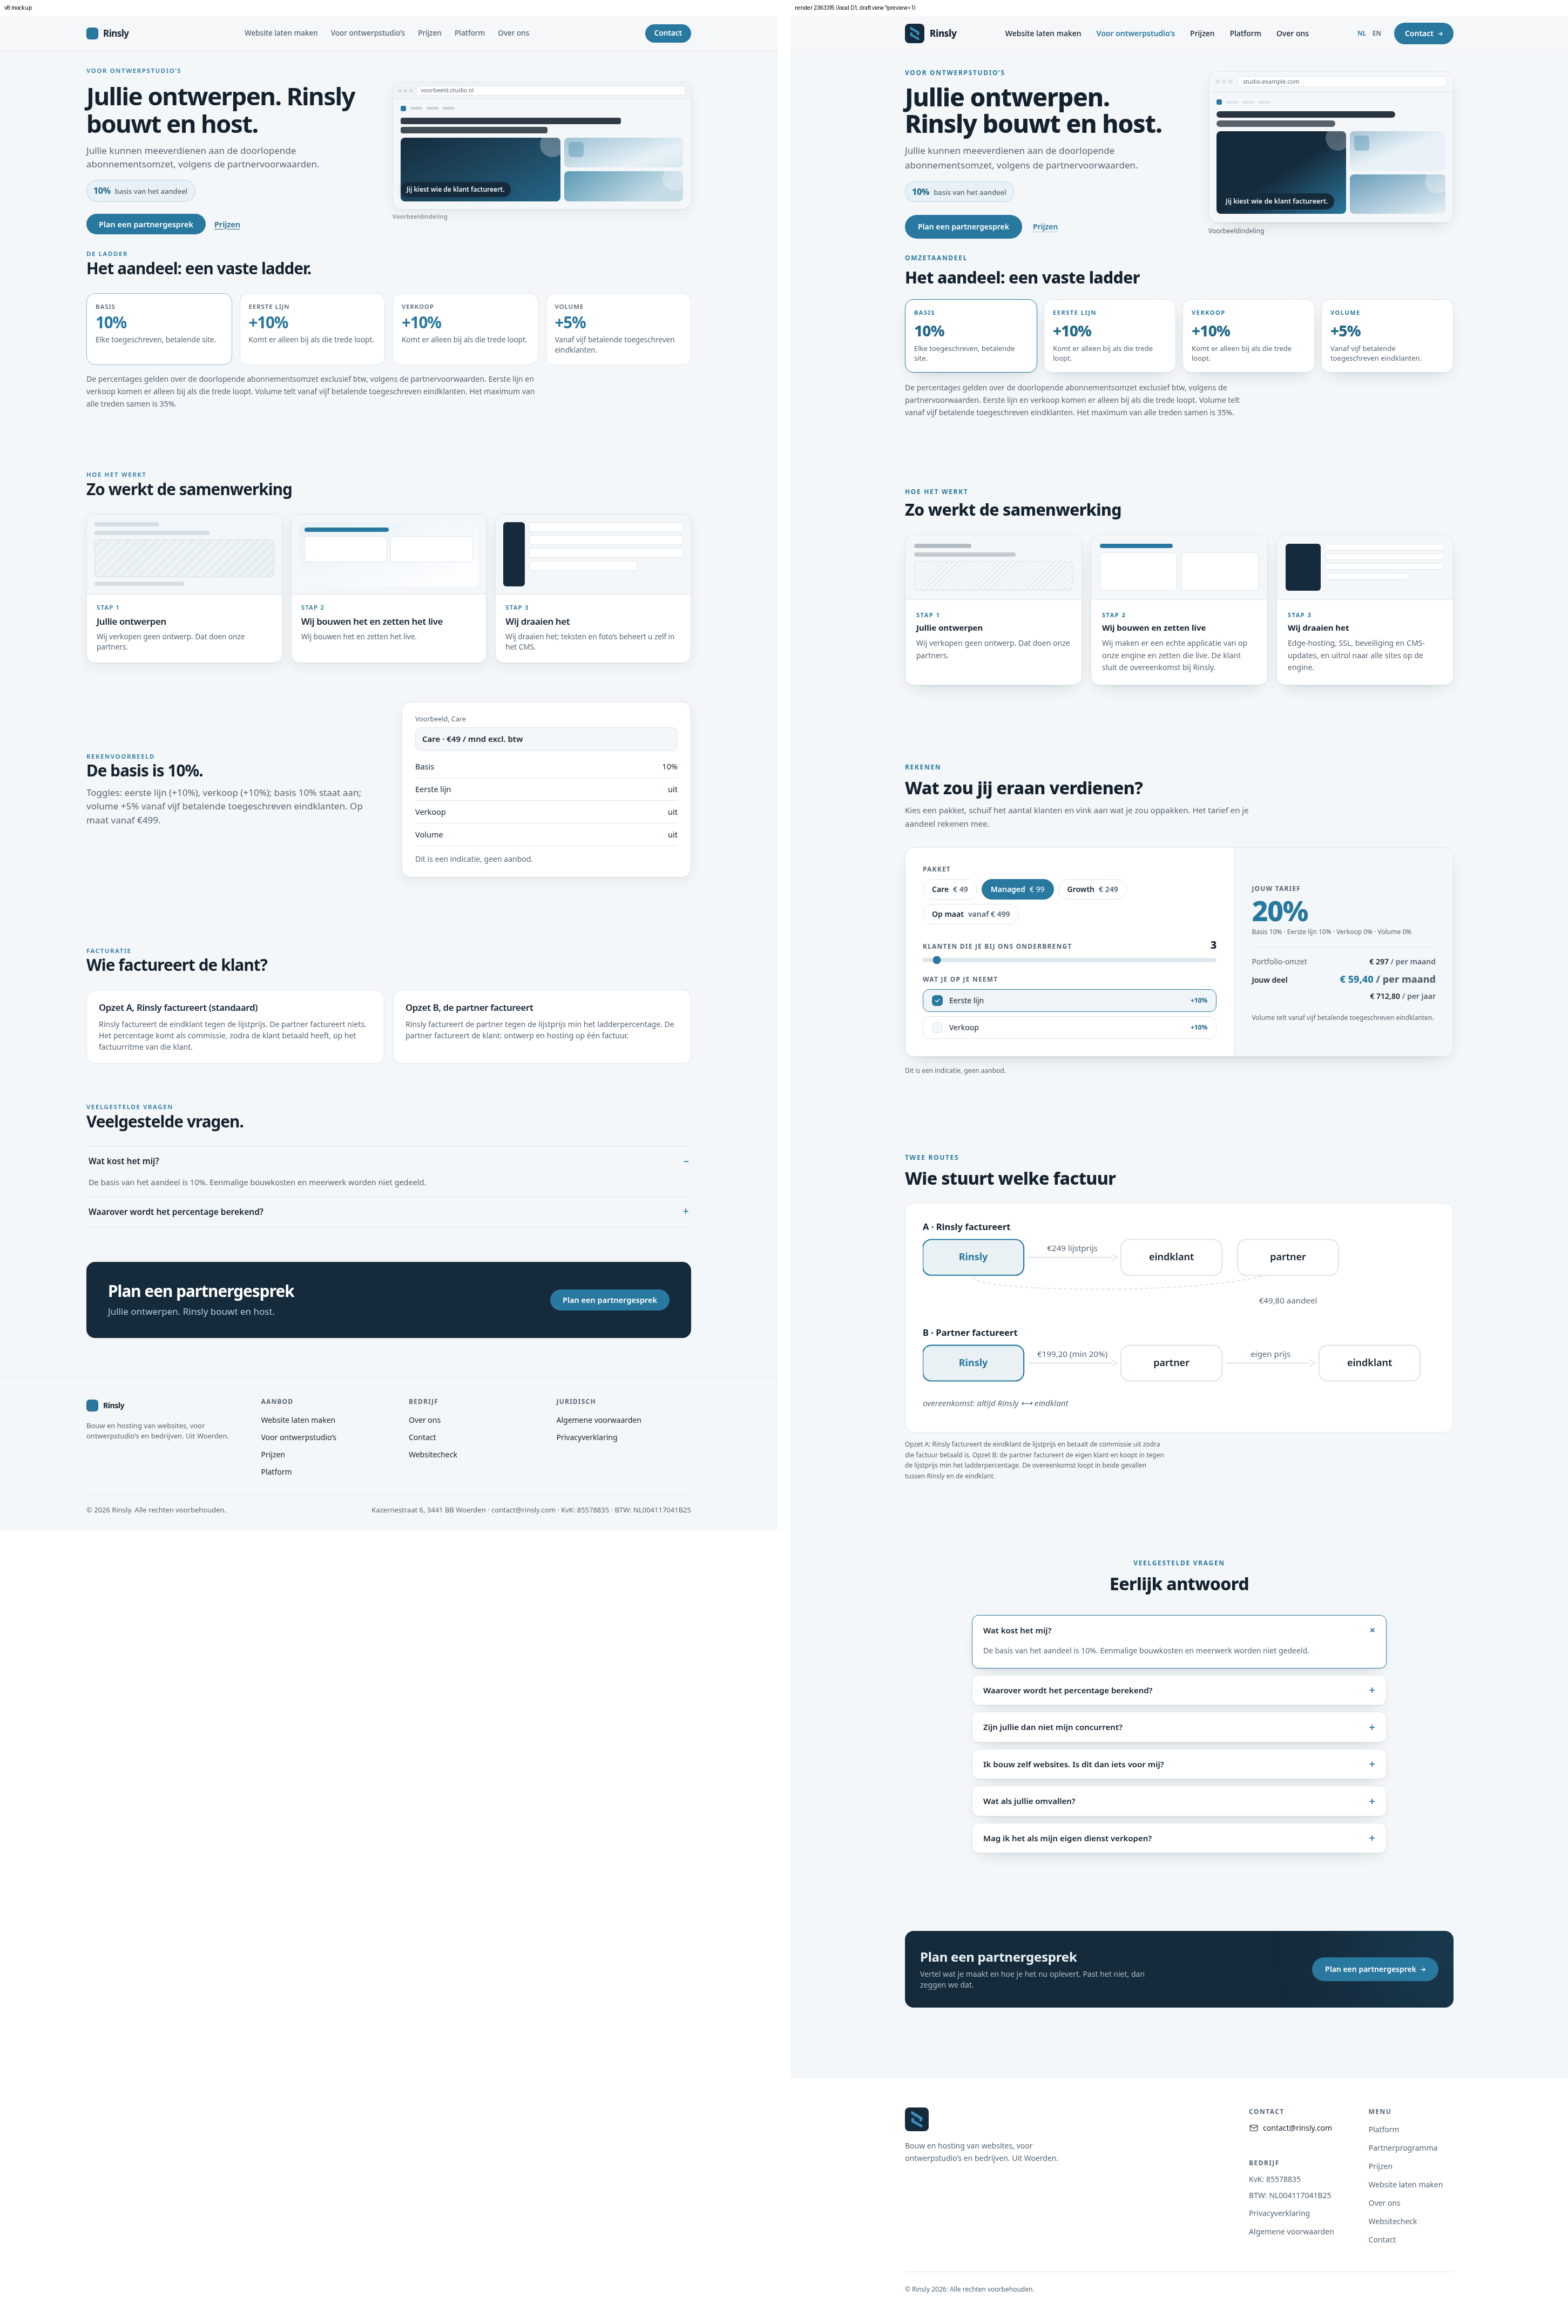 v8 mockup
Rinsly
Website laten maken
Voor ontwerpstudio's
Prijzen
Platform
Over ons
Contact
VOOR ONTWERPSTUDIO'S
Jullie ontwerpen. Rinsly
bouwt en host.
Jullie kunnen meeverdienen aan de doorlopende
abonnementsomzet, volgens de partnervoorwaarden.
10% basis van het aandeel
Plan een partnergesprek
Prijzen
voorbeeld.studio.nl
Jij kiest wie de klant factureert.
Voorbeeldindeling
DE LADDER
Het aandeel: een vaste ladder.
BASIS
10%
Elke toegeschreven, betalende site.
EERSTE LIJN
+10%
Komt er alleen bij als die trede loopt.
VERKOOP
+10%
Komt er alleen bij als die trede loopt.
VOLUME
+5%
Vanaf vijf betalende toegeschreven
eindklanten.
De percentages gelden over de doorlopende abonnementsomzet exclusief btw, volgens de partnervoorwaarden. Eerste lijn en
verkoop komen er alleen bij als die trede loopt. Volume telt vanaf vijf betalende toegeschreven eindklanten. Het maximum van
alle treden samen is 35%.
HOE HET WERKT
Zo werkt de samenwerking
STAP 1
Jullie ontwerpen
Wij verkopen geen ontwerp. Dat doen onze
partners.
STAP 2
Wij bouwen het en zetten het live
Wij bouwen het en zetten het live.
STAP 3
Wij draaien het
Wij draaien het; teksten en foto's beheert u zelf in
het CMS.
REKENVOORBEELD
De basis is 10%.
Toggles: eerste lijn (+10%), verkoop (+10%); basis 10% staat aan;
volume +5% vanaf vijf betalende toegeschreven eindklanten. Op
maat vanaf €499.
Voorbeeld, Care
Care · €49 / mnd excl. btw
Basis 10%
Eerste lijn uit
Verkoop uit
Volume uit
Dit is een indicatie, geen aanbod.
FACTURATIE
Wie factureert de klant?
Opzet A, Rinsly factureert (standaard)
Rinsly factureert de eindklant tegen de lijstprijs. De partner factureert niets.
Het percentage komt als commissie, zodra de klant betaald heeft, op het
factuurritme van die klant.
Opzet B, de partner factureert
Rinsly factureert de partner tegen de lijstprijs min het ladderpercentage. De
partner factureert de klant: ontwerp en hosting op één factuur.
VEELGESTELDE VRAGEN
Veelgestelde vragen.
Wat kost het mij? −
De basis van het aandeel is 10%. Eenmalige bouwkosten en meerwerk worden niet gedeeld.
Waarover wordt het percentage berekend? +
Plan een partnergesprek
Jullie ontwerpen. Rinsly bouwt en host.
Plan een partnergesprek
Rinsly
Bouw en hosting van websites, voor
ontwerpstudio's en bedrijven. Uit Woerden.
AANBOD
Website laten maken
Voor ontwerpstudio's
Prijzen
Platform
BEDRIJF
Over ons
Contact
Websitecheck
JURIDISCH
Algemene voorwaarden
Privacyverklaring
© 2026 Rinsly. Alle rechten voorbehouden.
Kazernestraat 6, 3441 BB Woerden · contact@rinsly.com · KvK: 85578835 · BTW: NL004117041B25
render 23633f5 (local D1, draft view ?preview=1)
Rinsly
Website laten maken
Voor ontwerpstudio's
Prijzen
Platform
Over ons
NL EN
Contact →
VOOR ONTWERPSTUDIO'S
Jullie ontwerpen.
Rinsly bouwt en host.
Jullie kunnen meeverdienen aan de doorlopende
abonnementsomzet, volgens de partnervoorwaarden.
10% basis van het aandeel
Plan een partnergesprek
Prijzen
studio.example.com
Jij kiest wie de klant factureert.
Voorbeeldindeling
OMZETAANDEEL
Het aandeel: een vaste ladder
BASIS
10%
Elke toegeschreven, betalende
site.
EERSTE LIJN
+10%
Komt er alleen bij als die trede
loopt.
VERKOOP
+10%
Komt er alleen bij als die trede
loopt.
VOLUME
+5%
Vanaf vijf betalende
toegeschreven eindklanten.
De percentages gelden over de doorlopende abonnementsomzet exclusief btw, volgens de
partnervoorwaarden. Eerste lijn en verkoop komen er alleen bij als die trede loopt. Volume telt
vanaf vijf betalende toegeschreven eindklanten. Het maximum van alle treden samen is 35%.
HOE HET WERKT
Zo werkt de samenwerking
STAP 1
Jullie ontwerpen
Wij verkopen geen ontwerp. Dat doen onze
partners.
STAP 2
Wij bouwen en zetten live
Wij maken er een echte applicatie van op
onze engine en zetten die live. De klant
sluit de overeenkomst bij Rinsly.
STAP 3
Wij draaien het
Edge-hosting, SSL, beveiliging en CMS-
updates, en uitrol naar alle sites op de
engine.
REKENEN
Wat zou jij eraan verdienen?
Kies een pakket, schuif het aantal klanten en vink aan wat je zou oppakken. Het tarief en je
aandeel rekenen mee.
PAKKET
Care € 49
Managed € 99
Growth € 249
Op maat vanaf € 499
KLANTEN DIE JE BIJ ONS ONDERBRENGT 3
WAT JE OP JE NEEMT
Eerste lijn +10%
Verkoop +10%
JOUW TARIEF
20%
Basis 10% · Eerste lijn 10% · Verkoop 0% · Volume 0%
Portfolio-omzet € 297 / per maand
Jouw deel € 59,40 / per maand
€ 712,80 / per jaar
Volume telt vanaf vijf betalende toegeschreven eindklanten.
Dit is een indicatie, geen aanbod.
TWEE ROUTES
Wie stuurt welke factuur
A · Rinsly factureert
Rinsly
€249 lijstprijs
eindklant
partner
€49,80 aandeel
B · Partner factureert
Rinsly
€199,20 (min 20%)
partner
eigen prijs
eindklant
overeenkomst: altijd Rinsly ⟷ eindklant
Opzet A: Rinsly factureert de eindklant de lijstprijs en betaalt de commissie uit zodra
die factuur betaald is. Opzet B: de partner factureert de eigen klant en koopt in tegen
de lijstprijs min het ladderpercentage. De overeenkomst loopt in beide gevallen
tussen Rinsly en de eindklant.
VEELGESTELDE VRAGEN
Eerlijk antwoord
Wat kost het mij? ×
De basis van het aandeel is 10%. Eenmalige bouwkosten en meerwerk worden niet gedeeld.
Waarover wordt het percentage berekend? +
Zijn jullie dan niet mijn concurrent? +
Ik bouw zelf websites. Is dit dan iets voor mij? +
Wat als jullie omvallen? +
Mag ik het als mijn eigen dienst verkopen? +
Plan een partnergesprek
Vertel wat je maakt en hoe je het nu oplevert. Past het niet, dan
zeggen we dat.
Plan een partnergesprek →
Bouw en hosting van websites, voor
ontwerpstudio's en bedrijven. Uit Woerden.
CONTACT
contact@rinsly.com
BEDRIJF
KvK: 85578835
BTW: NL004117041B25
Privacyverklaring
Algemene voorwaarden
MENU
Platform
Partnerprogramma
Prijzen
Website laten maken
Over ons
Websitecheck
Contact
© Rinsly 2026: Alle rechten voorbehouden.